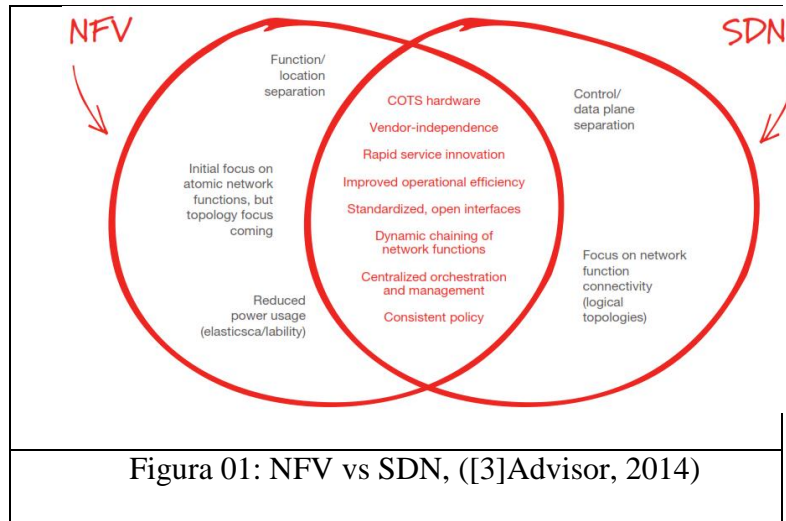 NFV
SDN
Function/
location
separation
Initial focus on
atomic network
functions, but
topology focus
coming
Reduced
power usage
(elasticsca/lability)
COTS hardware
Vendor-independence
Rapid service innovation
Improved operational efficiency
Standardized, open interfaces
Dynamic chaining of
network functions
Centralized orchestration
and management
Consistent policy
Control/
data plane
separation
Focus on network
function
connectivity
(logical
topologies)
Figura 01: NFV vs SDN, ([3]Advisor, 2014)